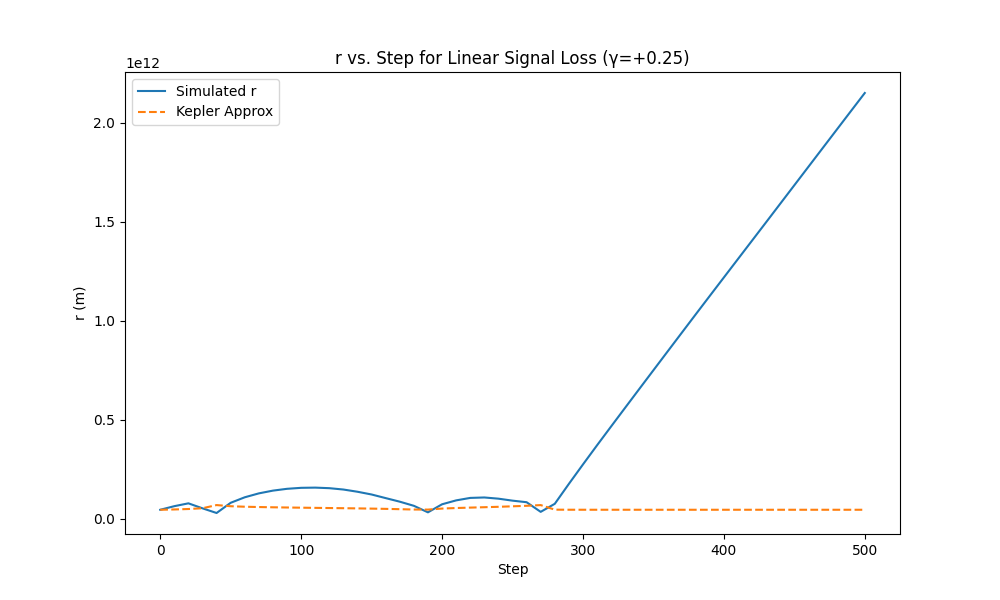 r vs. Step for Linear Signal Loss (γ=+0.25)
1e12
Simulated r
Kepler Approx
2.0
1.5
1.0
0.5
0.0
r (m)
0 100 200 300 400 500
Step